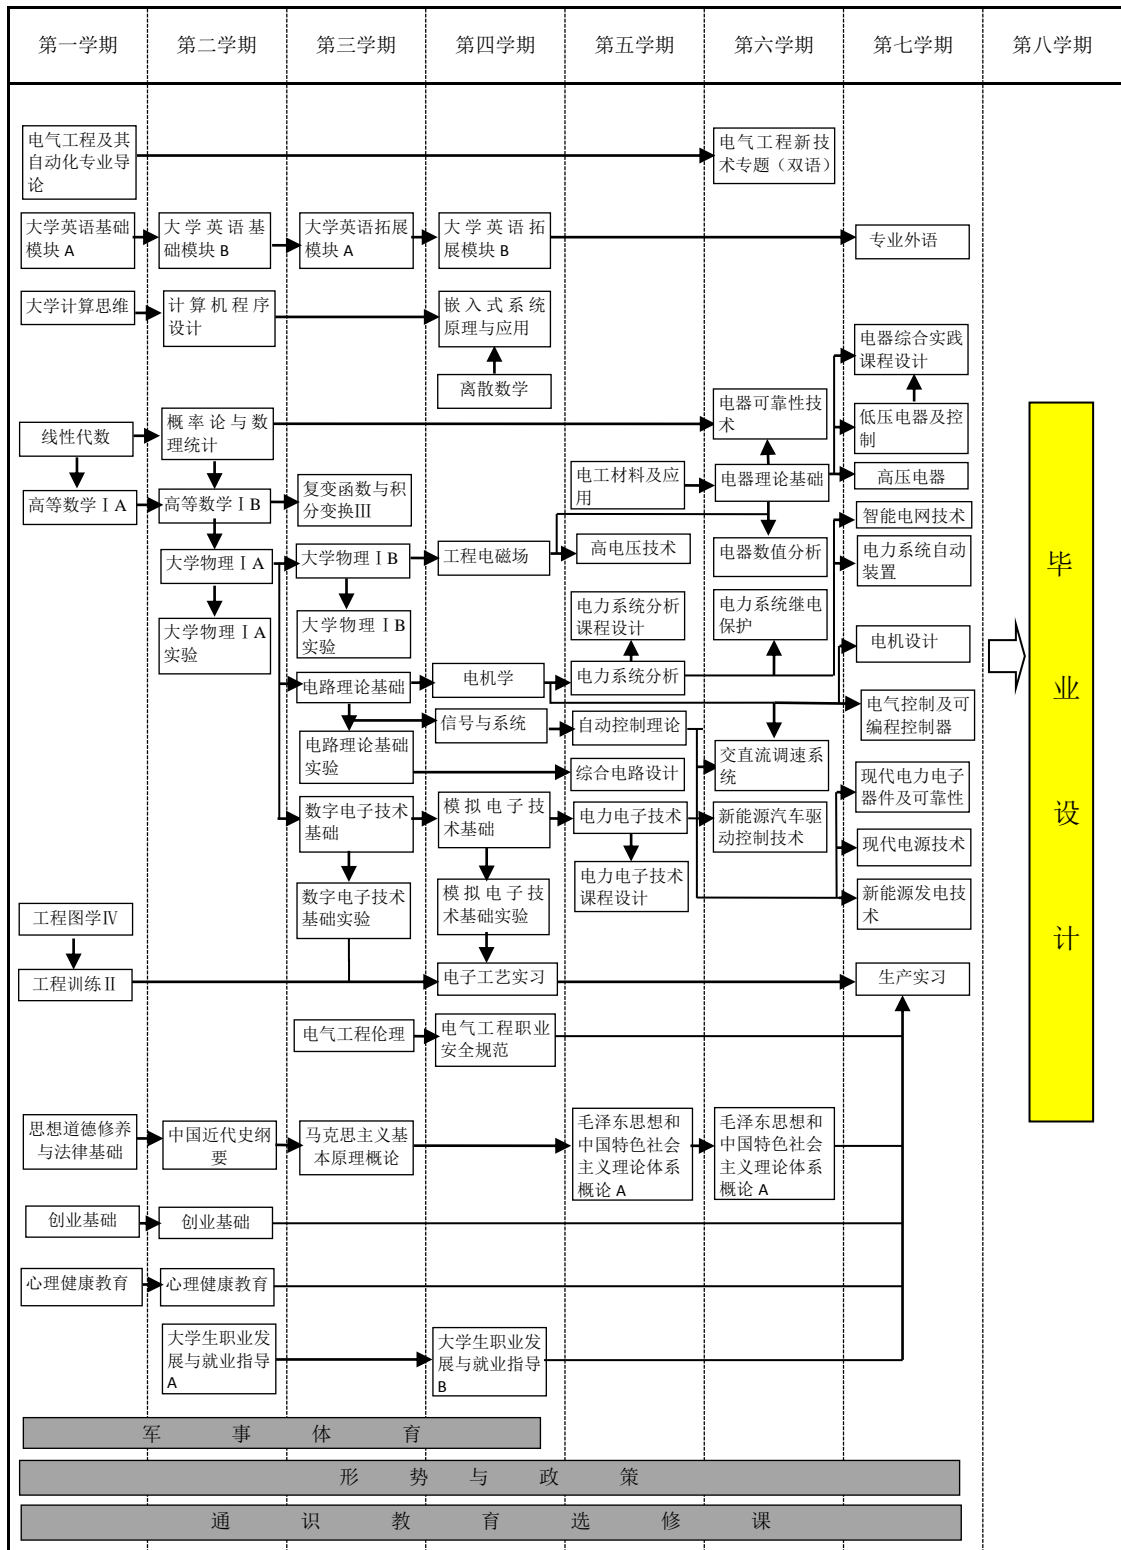 第一学期
第二学期
第三学期
第四学期
第五学期
第六学期
第七学期
第八学期
电气工程及其
自动化专业导
论
电气工程新技
术专题（双语）
大学英语基础
模块 A
大学英语基
础模块 B
大学英语拓展
模块 A
大学英语拓
展模块 B
专业外语
大学计算思维
计算机程序
设计
嵌入式系统
原理与应用
离散数学
电器综合实践
课程设计
线性代数
概率论与数
理统计
电器可靠性技
术
低压电器及控
制
高等数学Ⅰ A
高等数学Ⅰ B
复变函数与积
分变换Ⅲ
电工材料及应
用
电器理论基础
高压电器
智能电网技术
大学物理Ⅰ A
大学物理Ⅰ B
工程电磁场
高电压技术
电器数值分析
电力系统自动
装置
大学物理Ⅰ A
实验
大学物理Ⅰ B
实验
电力系统分析
课程设计
电力系统继电
保护
电机设计
电路理论基础
电机学
电力系统分析
电气控制及可
编程控制器
信号与系统
自动控制理论
电路理论基础
实验
综合电路设计
交直流调速系
统
现代电力电子
器件及可靠性
数字电子技术
基础
模拟电子技
术基础
电力电子技术
新能源汽车驱
动控制技术
现代电源技术
数字电子技术
基础实验
模拟电子技
术基础实验
电力电子技术
课程设计
新能源发电技
术
工程图学Ⅳ
工程训练Ⅱ
电子工艺实习
生产实习
电气工程伦理
电气工程职业
安全规范
思想道德修养
与法律基础
中国近代史纲
要
马克思主义基
本原理概论
毛泽东思想和
中国特色社会
主义理论体系
概论 A
毛泽东思想和
中国特色社会
主义理论体系
概论 A
创业基础
创业基础
心理健康教育
心理健康教育
大学生职业发
展与就业指导
A
大学生职业发
展与就业指导
B
军事体育
形势与政策
通识教育选修课
毕
业
设
计